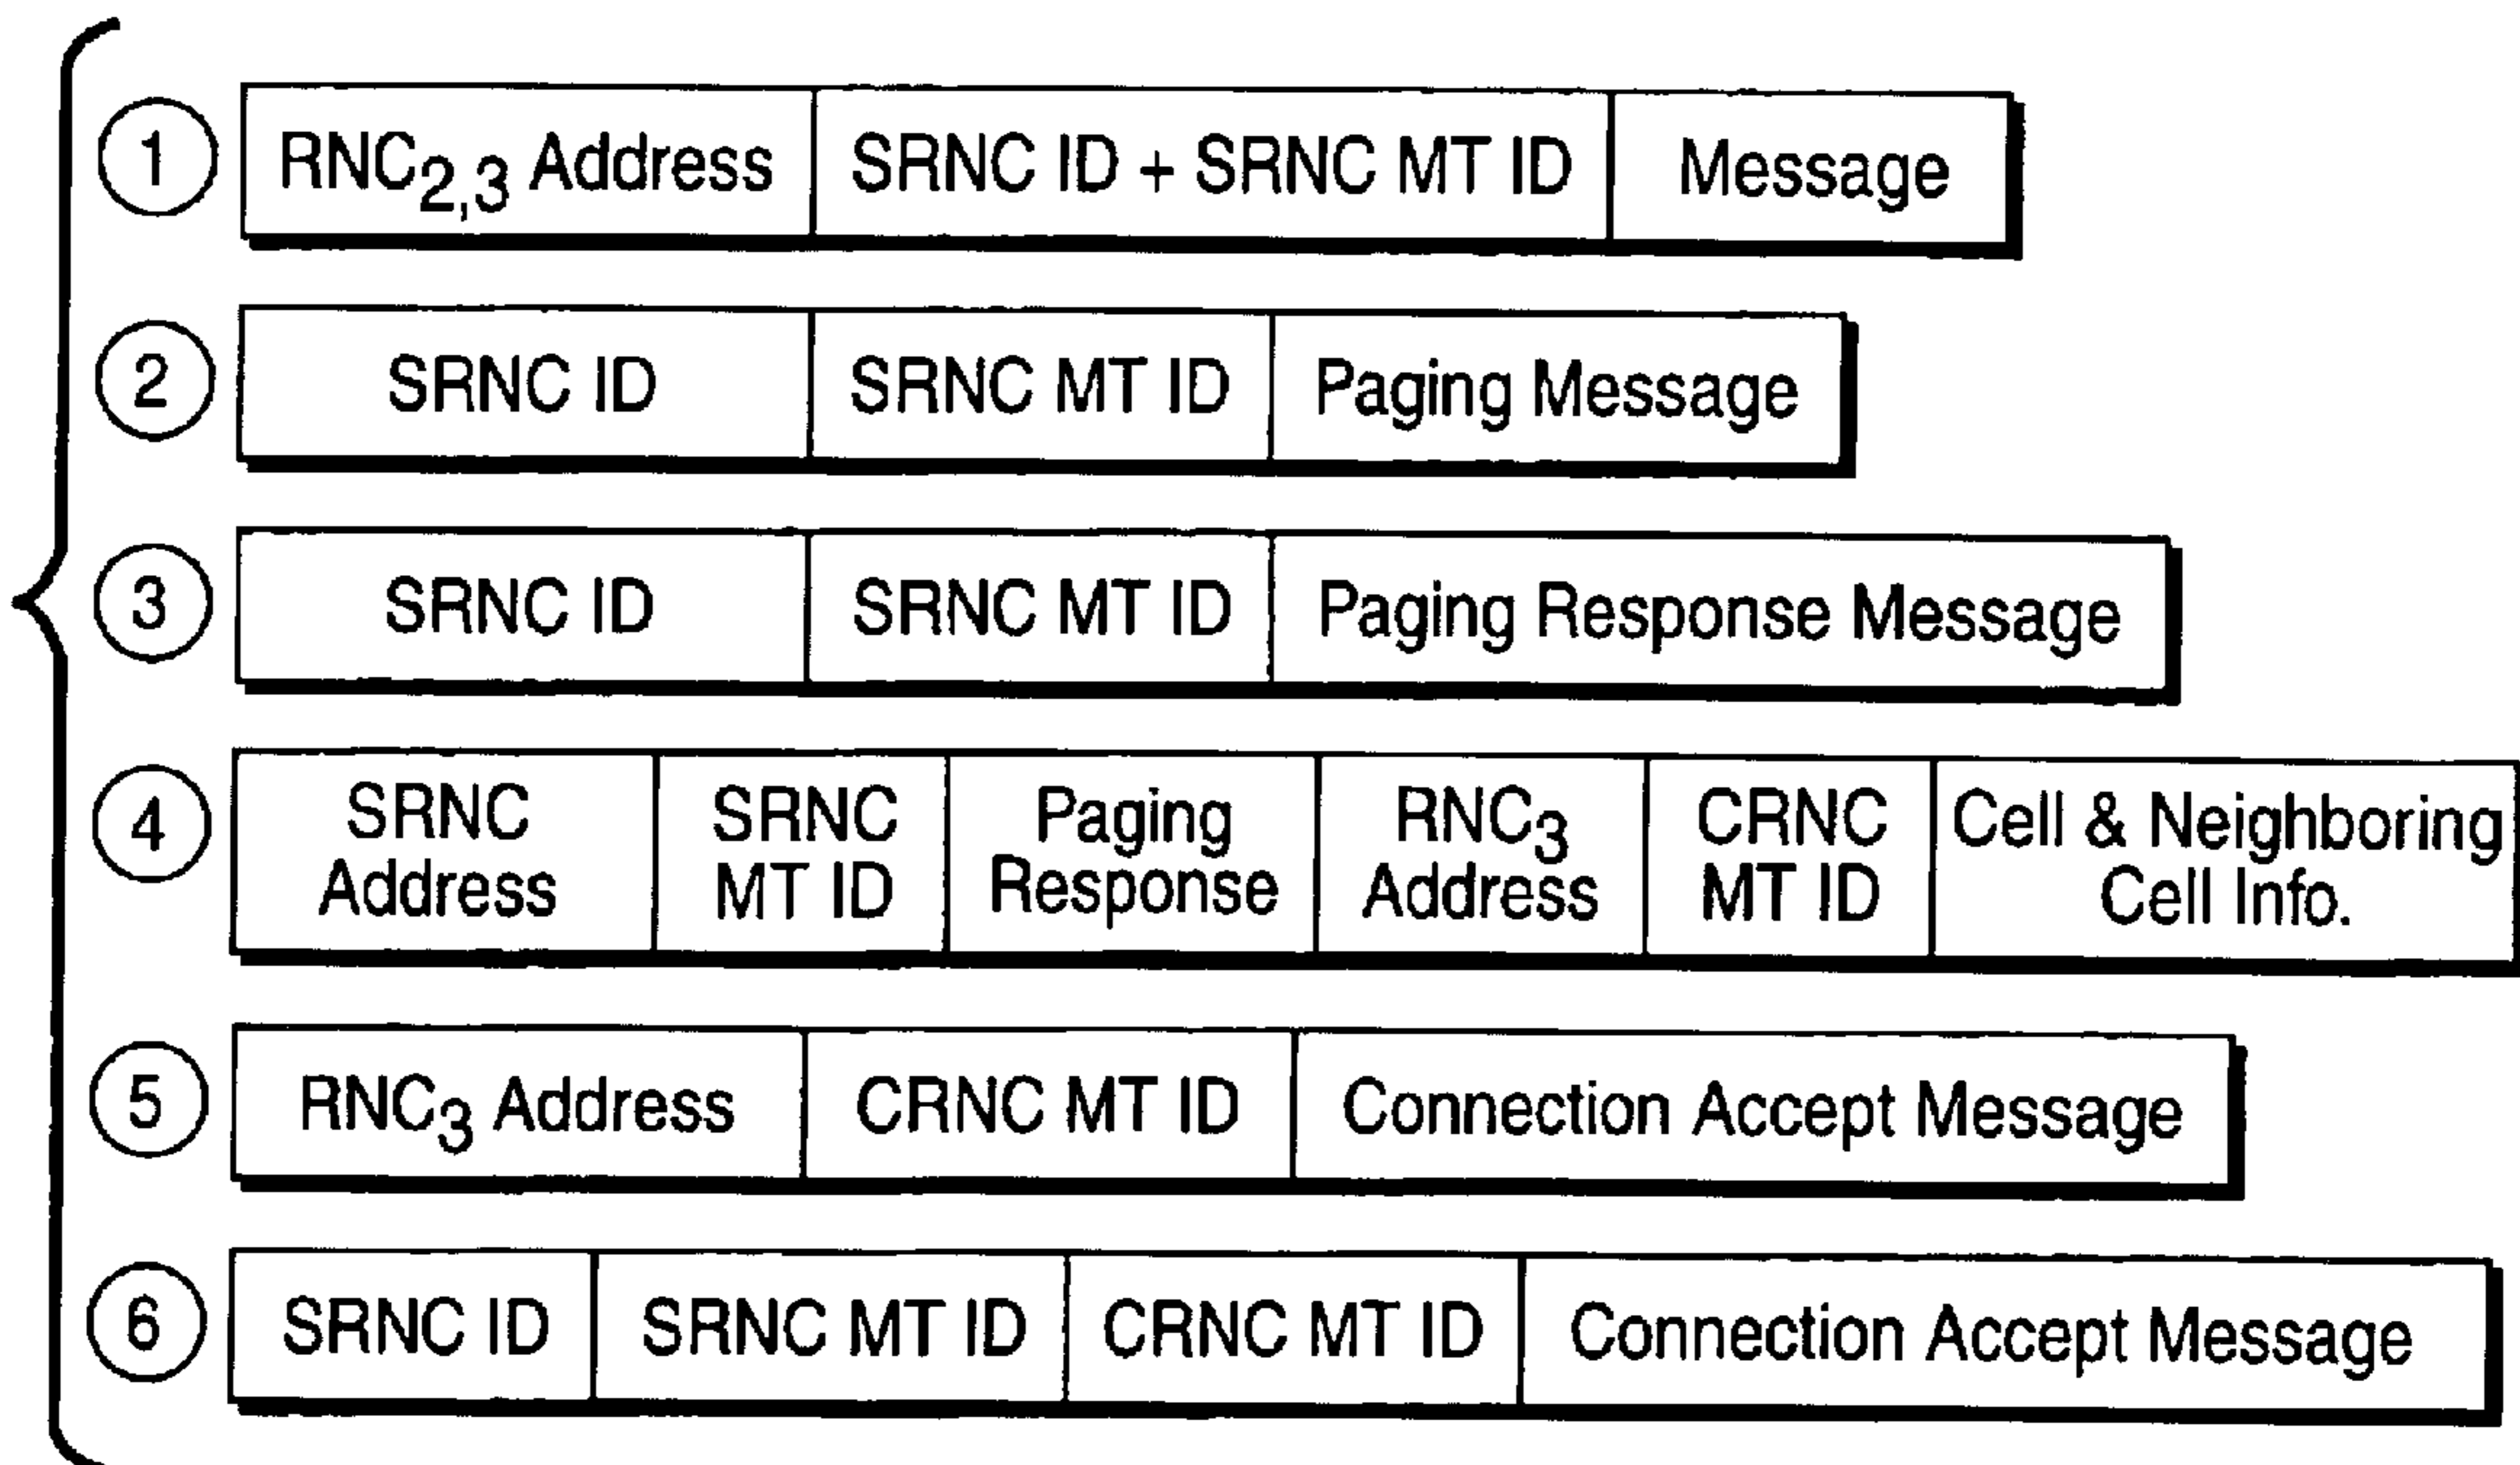 1 RNC2,3 Address SRNC ID + SRNC MT ID Message
2 SRNC ID SRNC MT ID Paging Message
3 SRNC ID SRNC MT ID Paging Response Message
4 SRNC Address SRNC MT ID Paging Response RNC3 Address CRNC MT ID Cell & Neighboring Cell Info.
5 RNC3 Address CRNC MT ID Connection Accept Message
6 SRNC ID SRNC MT ID CRNC MT ID Connection Accept Message